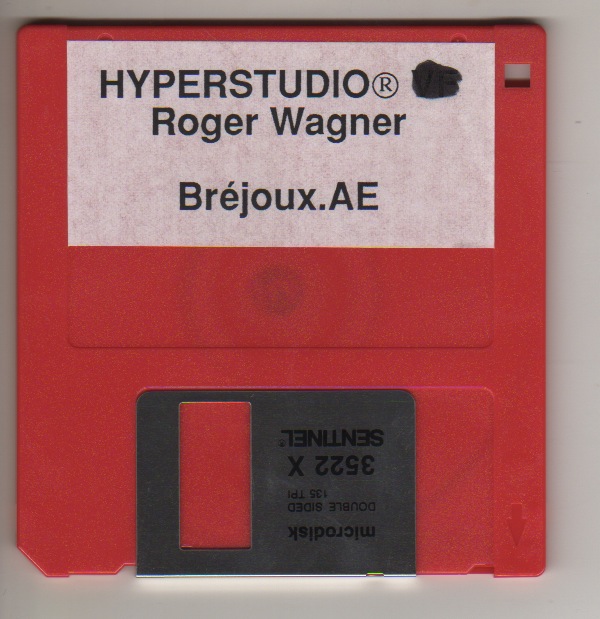 HYPERSTUDIO®
Roger Wagner
Bréjoux.AE
microdisk
DOUBLE SIDED
135 TPI
3522 X
SENTINEL®